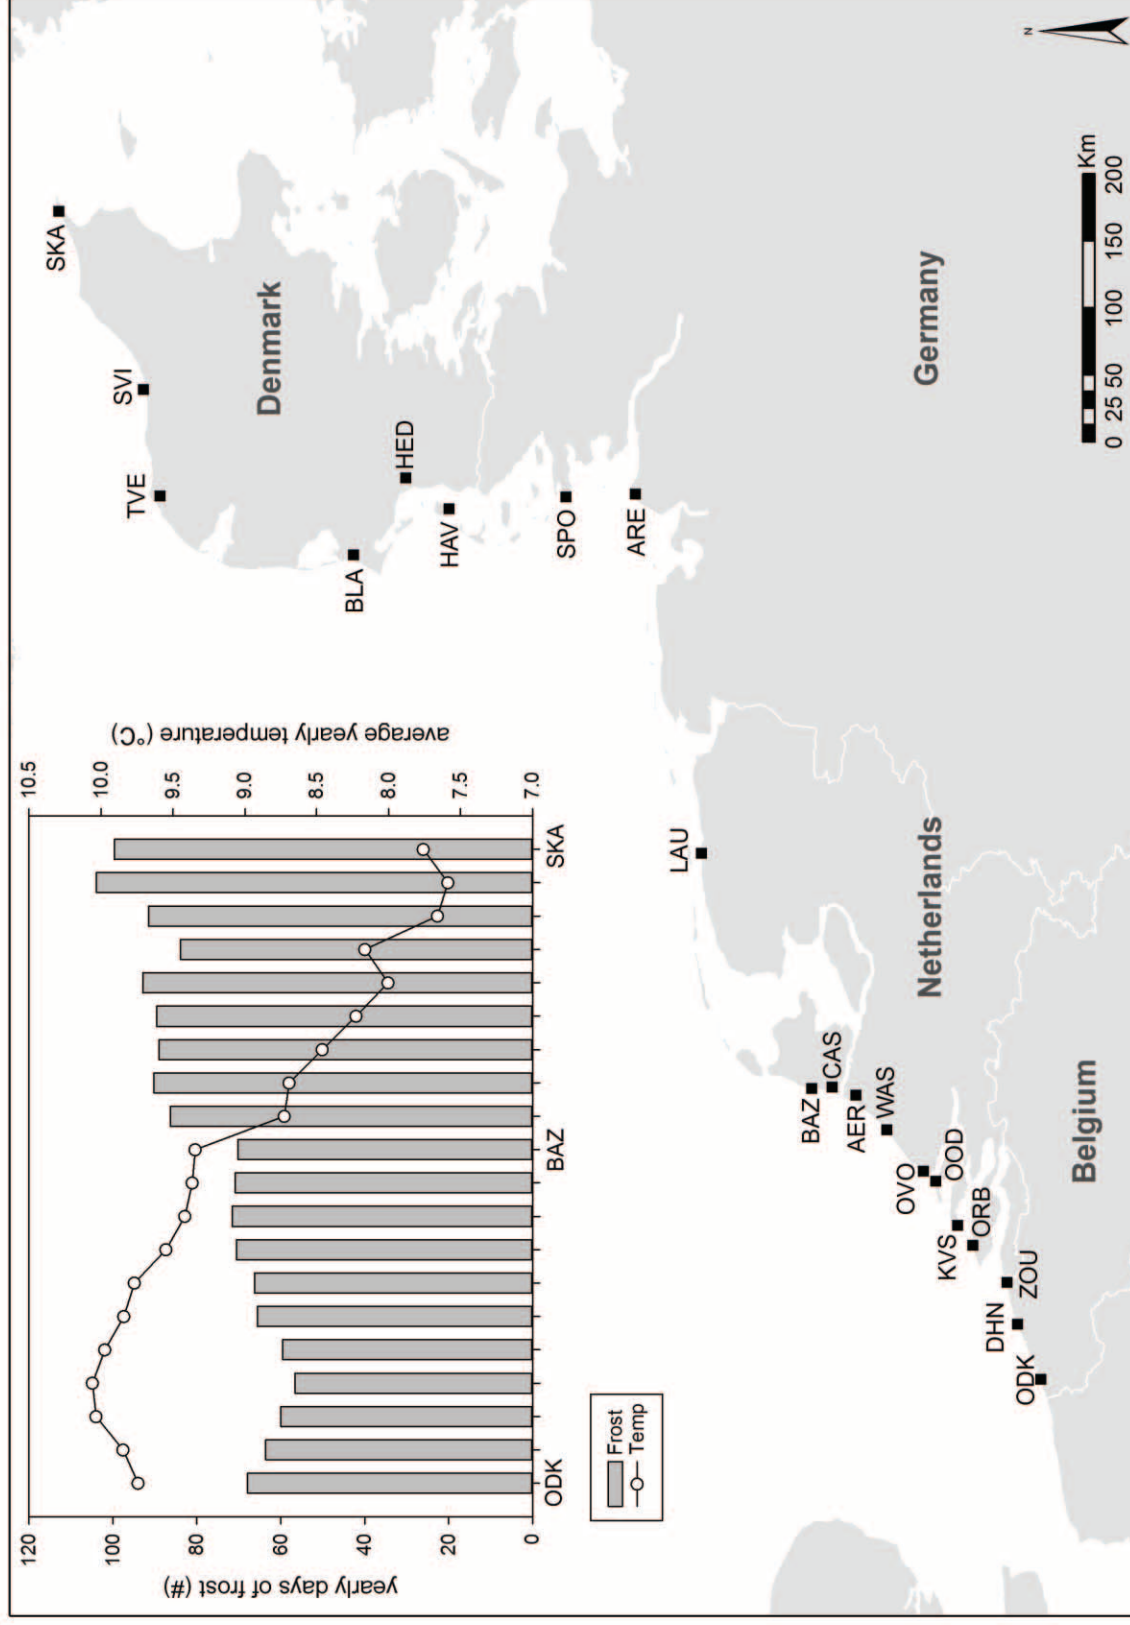 120
100
80
60
40
20
0
yearly days of frost (#)
10.5
10.0
9.5
9.0
8.5
8.0
7.5
7.0
average yearly temperature (°C)
ODK
BAZ
SKA
Frost
Temp
SKA
SVI
TVE
Denmark
HED
BLA
HAV
SPO
ARE
LAU
Germany
Netherlands
BAZ
CAS
AER
WAS
OVO
OOD
KVS
ORB
ZOU
DHN
ODK
Belgium
N
Km
0 25 50 100 150 200